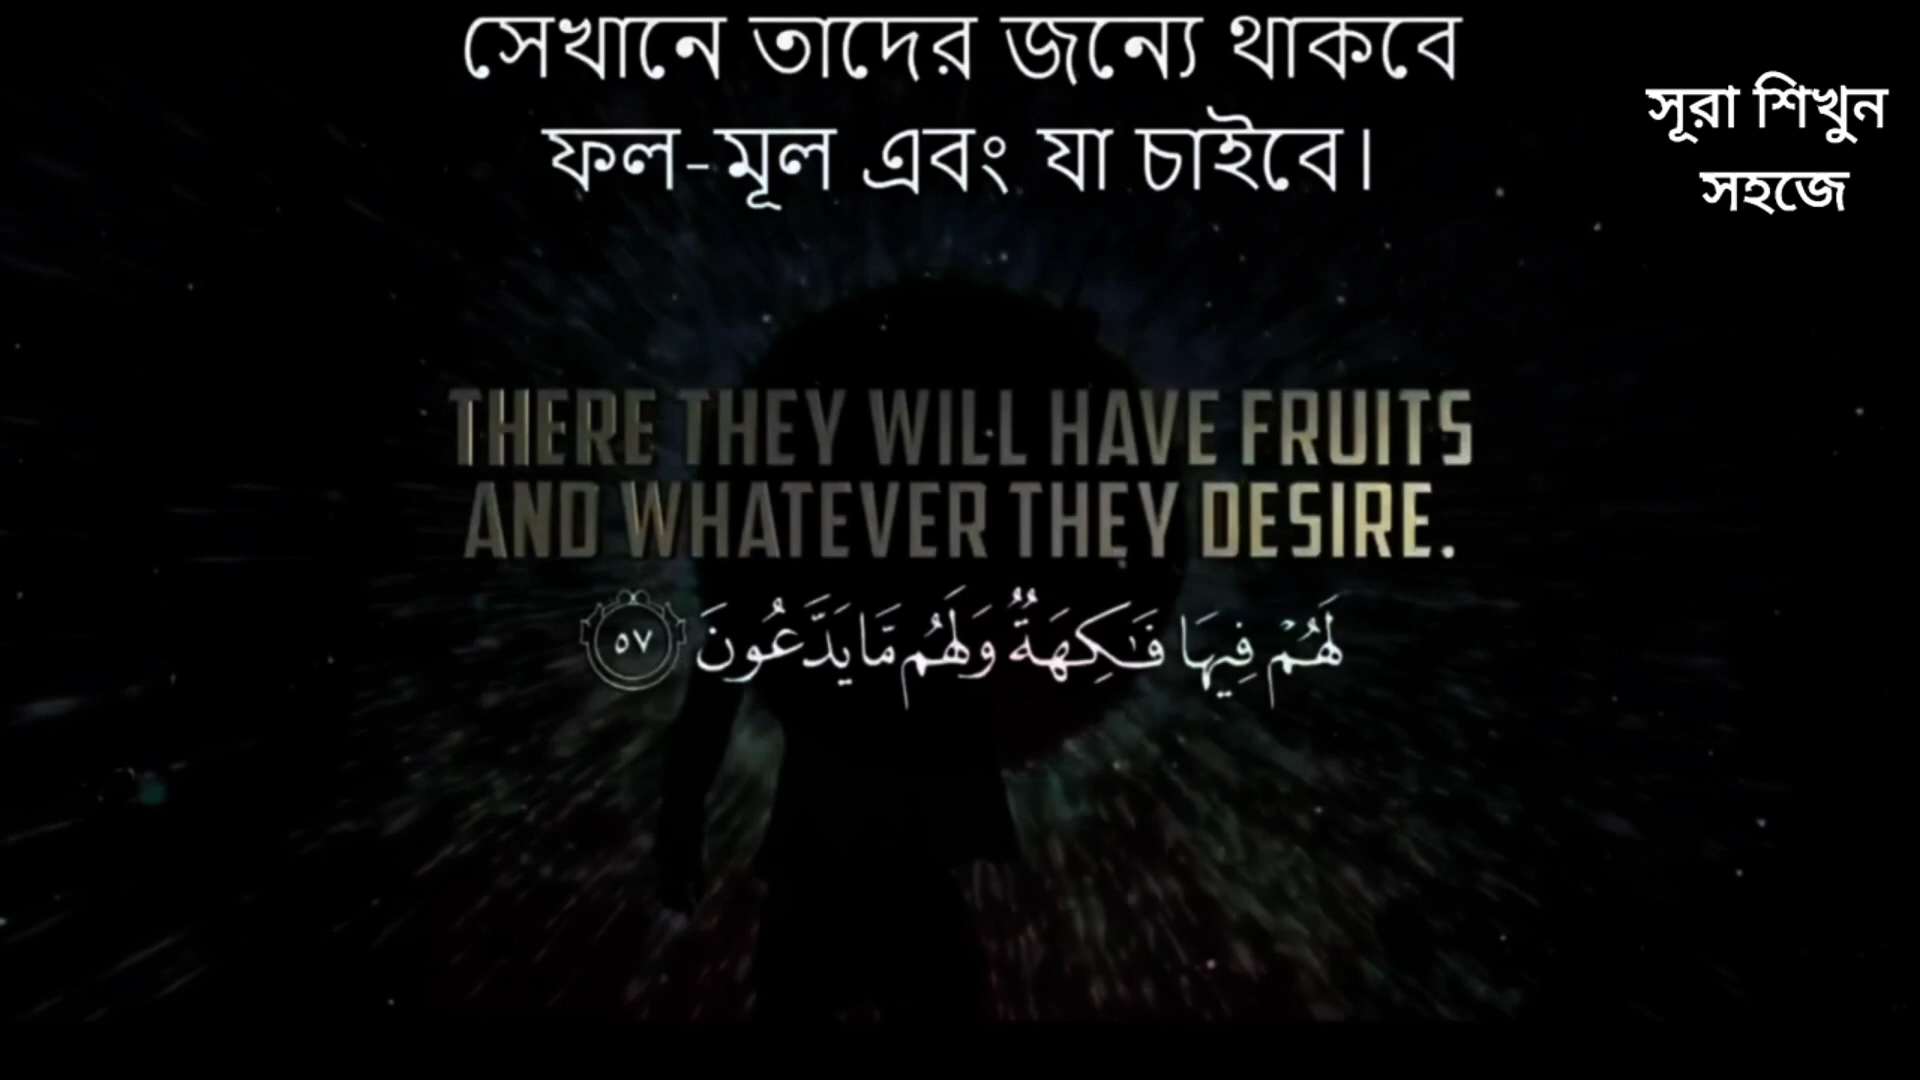 সেখানে তাদের জন্যে থাকবে
ফল-মূল এবং যা চাইবে।
সূরা শিখুন
সহজে
THERE THEY WILL HAVE FRUITS
AND WHATEVER THEY DESIRE.
لَهُمْ فِيهَا فَـٰكِهَةٌ وَلَهُم مَّا يَدَّعُونَ ٥٧